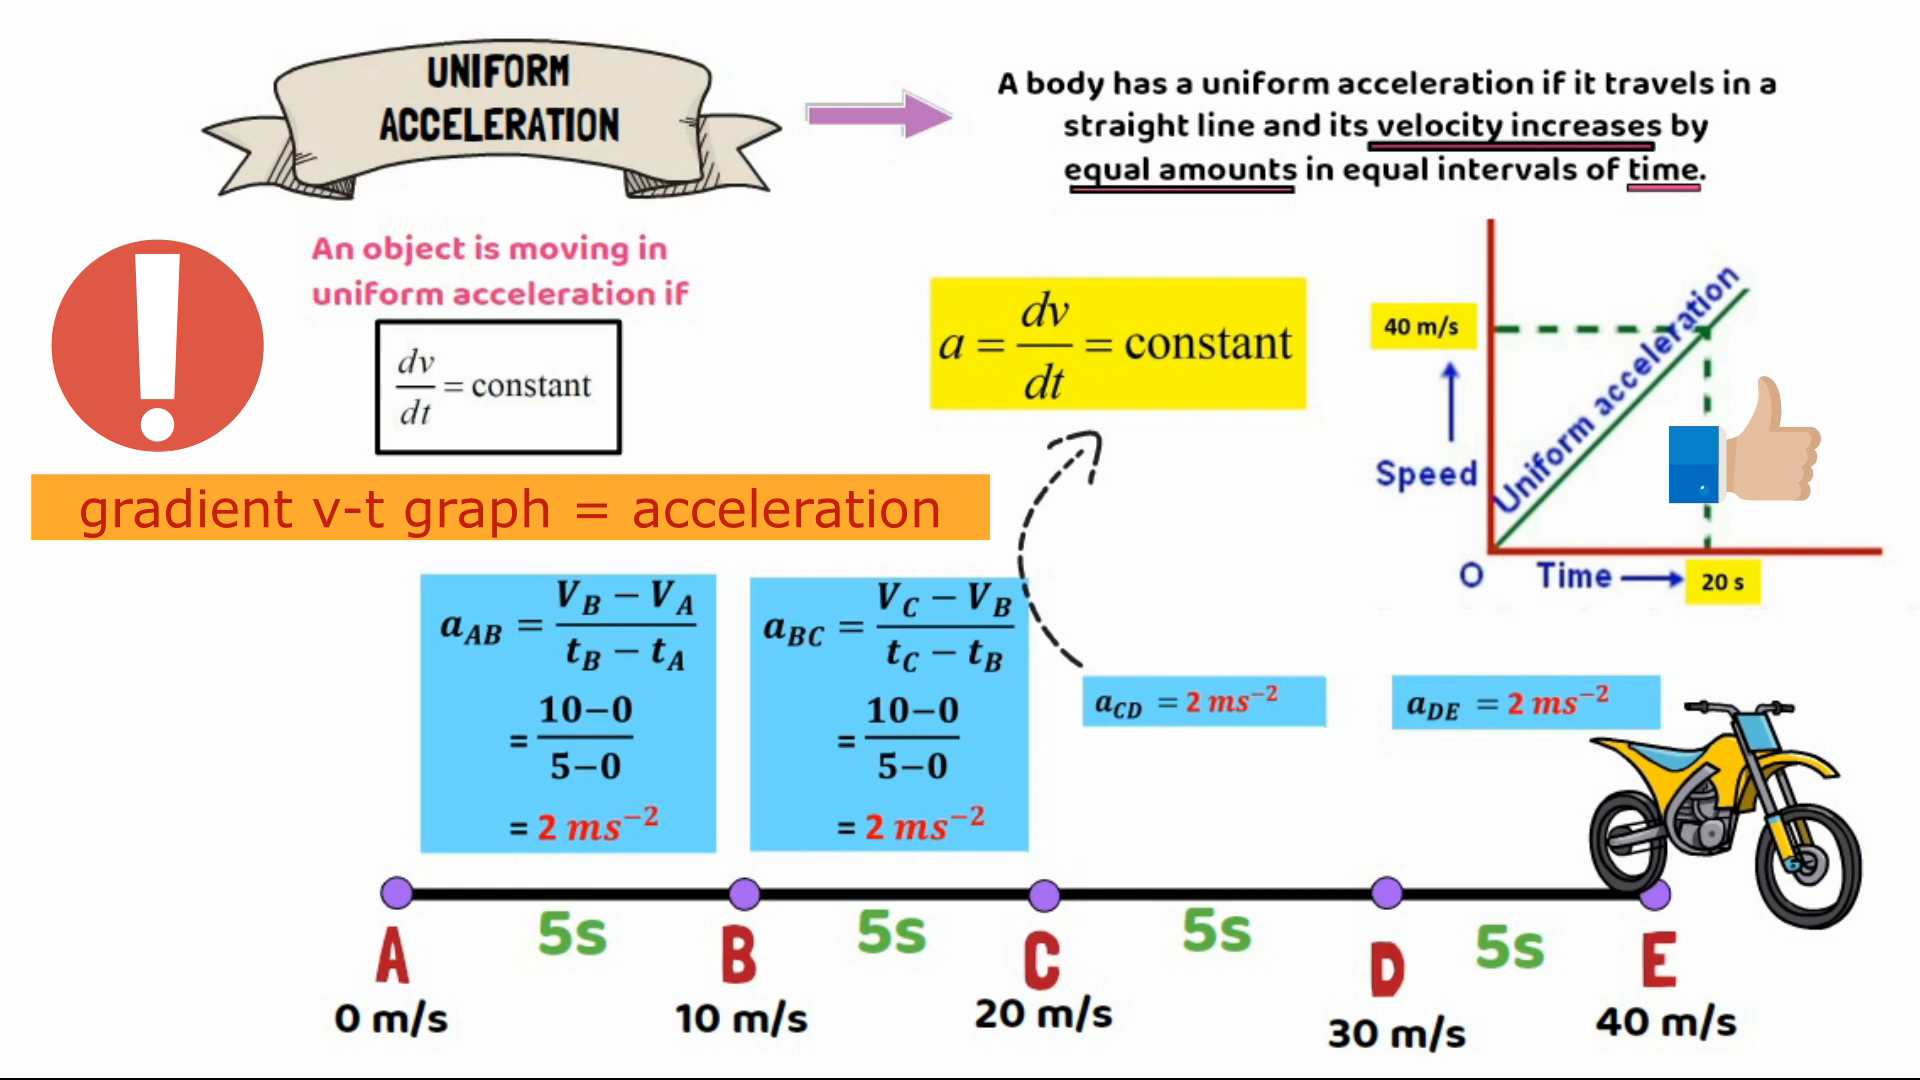 UNIFORM
ACCELERATION
A body has a uniform acceleration if it travels in a
straight line and its velocity increases by
equal amounts in equal intervals of time.
An object is moving in
uniform acceleration if
dv/dt = constant
a = dv/dt = constant
40 m/s
Speed
Uniform acceleration
O
Time
20 s
gradient v-t graph = acceleration
a_AB = (V_B − V_A)/(t_B − t_A)
= (10−0)/(5−0)
= 2 ms⁻²
a_BC = (V_C − V_B)/(t_C − t_B)
= (10−0)/(5−0)
= 2 ms⁻²
a_CD = 2 ms⁻²
a_DE = 2 ms⁻²
5s 5s 5s 5s
A B C D E
0 m/s 10 m/s 20 m/s 30 m/s 40 m/s